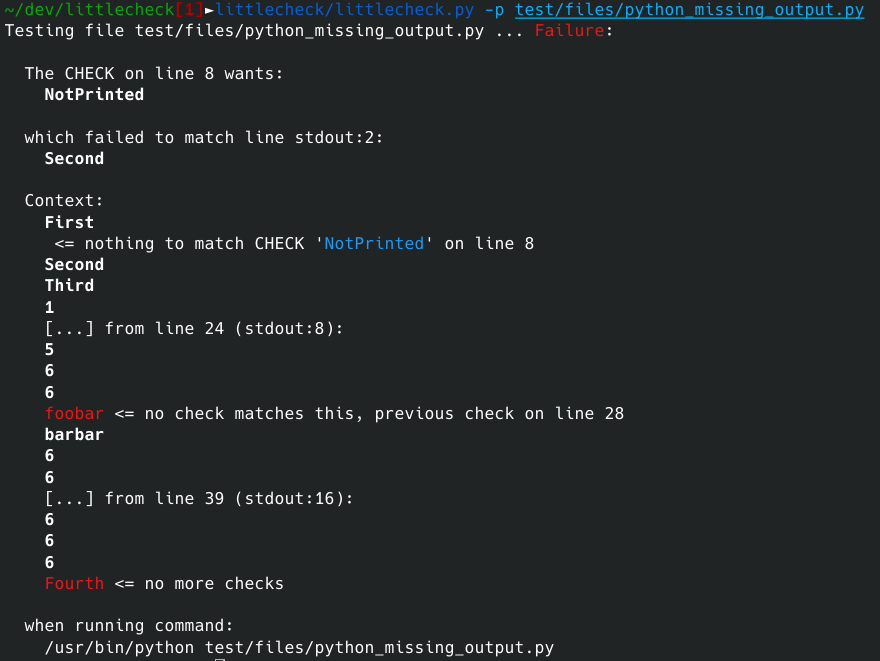 ~/dev/littlecheck[1]►littlecheck/littlecheck.py -p test/files/python_missing_output.py
Testing file test/files/python_missing_output.py ... Failure:
The CHECK on line 8 wants:
NotPrinted
which failed to match line stdout:2:
Second
Context:
First
<= nothing to match CHECK 'NotPrinted' on line 8
Second
Third
1
[...] from line 24 (stdout:8):
5
6
6
foobar <= no check matches this, previous check on line 28
barbar
6
6
[...] from line 39 (stdout:16):
6
6
6
Fourth <= no more checks
when running command:
/usr/bin/python test/files/python_missing_output.py